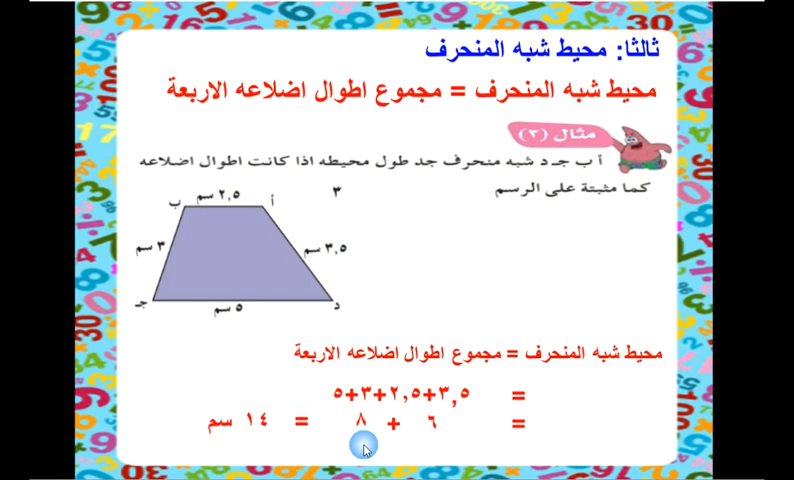 ثالثا: محيط شبه المنحرف
محيط شبه المنحرف = مجموع اطوال اضلاعه الاربعة
مثال (٣)
أ ب جـ د شبه منحرف جد طول محيطه اذا كانت اطوال اضلاعه
كما مثبتة على الرسم
٣
أ
٢,٥ سم
ب
٣,٥ سم
٣ سم
د
٥ سم
جـ
محيط شبه المنحرف = مجموع اطوال اضلاعه الاربعة
= ٣,٥+٢,٥+٣+٥
= ٦ + ٨ = ١٤ سم